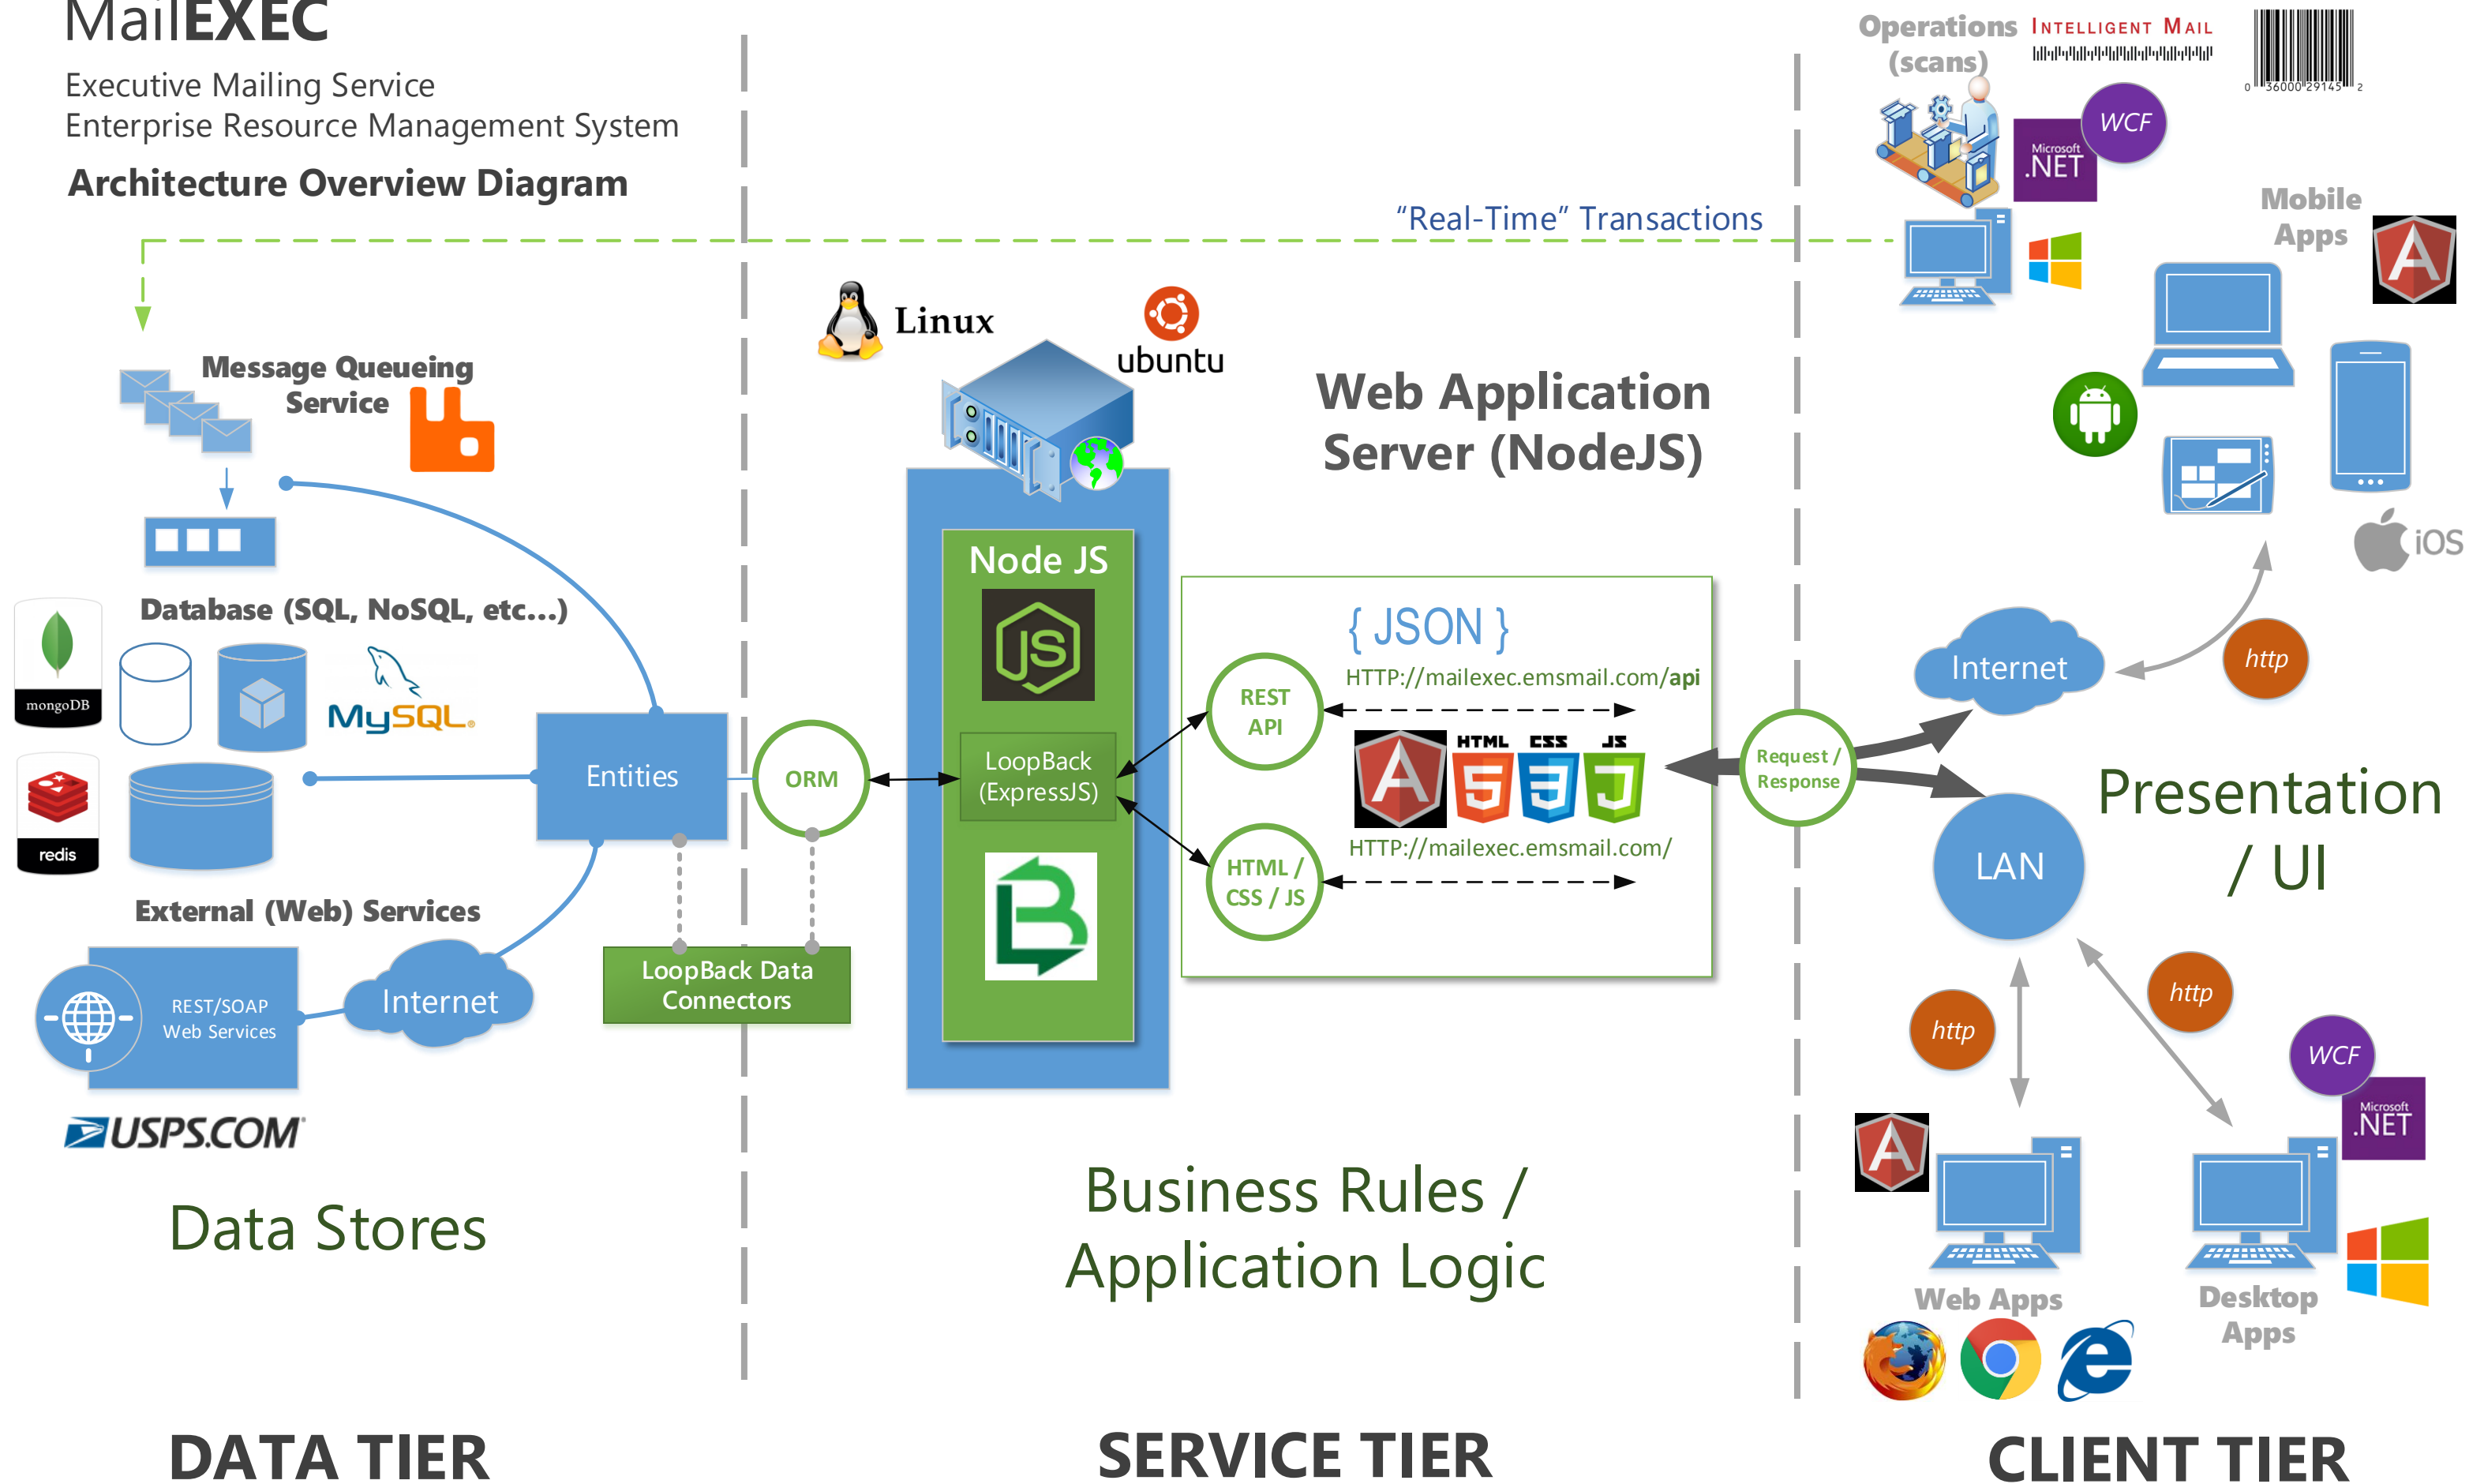 MailEXEC
Executive Mailing Service
Enterprise Resource Management System
Architecture Overview Diagram
Operations
(scans)
INTELLIGENT MAIL
0 36000 29145 2
WCF
Microsoft
.NET
Mobile
Apps
"Real-Time" Transactions
Linux
ubuntu
Message Queueing
Service
Web Application
Server (NodeJS)
iOS
Node JS
JS
Database (SQL, NoSQL, etc...)
mongoDB
MySQL
redis
Entities
ORM
LoopBack
(ExpressJS)
{ JSON }
HTTP://mailexec.emsmail.com/api
REST
API
HTML CSS JS
HTTP://mailexec.emsmail.com/
HTML /
CSS / JS
Request /
Response
Internet
http
LAN
Presentation
/ UI
External (Web) Services
REST/SOAP
Web Services
Internet
LoopBack Data
Connectors
USPS.COM
http
http
WCF
Microsoft
.NET
Web Apps
Desktop
Apps
Data Stores
Business Rules /
Application Logic
DATA TIER
SERVICE TIER
CLIENT TIER